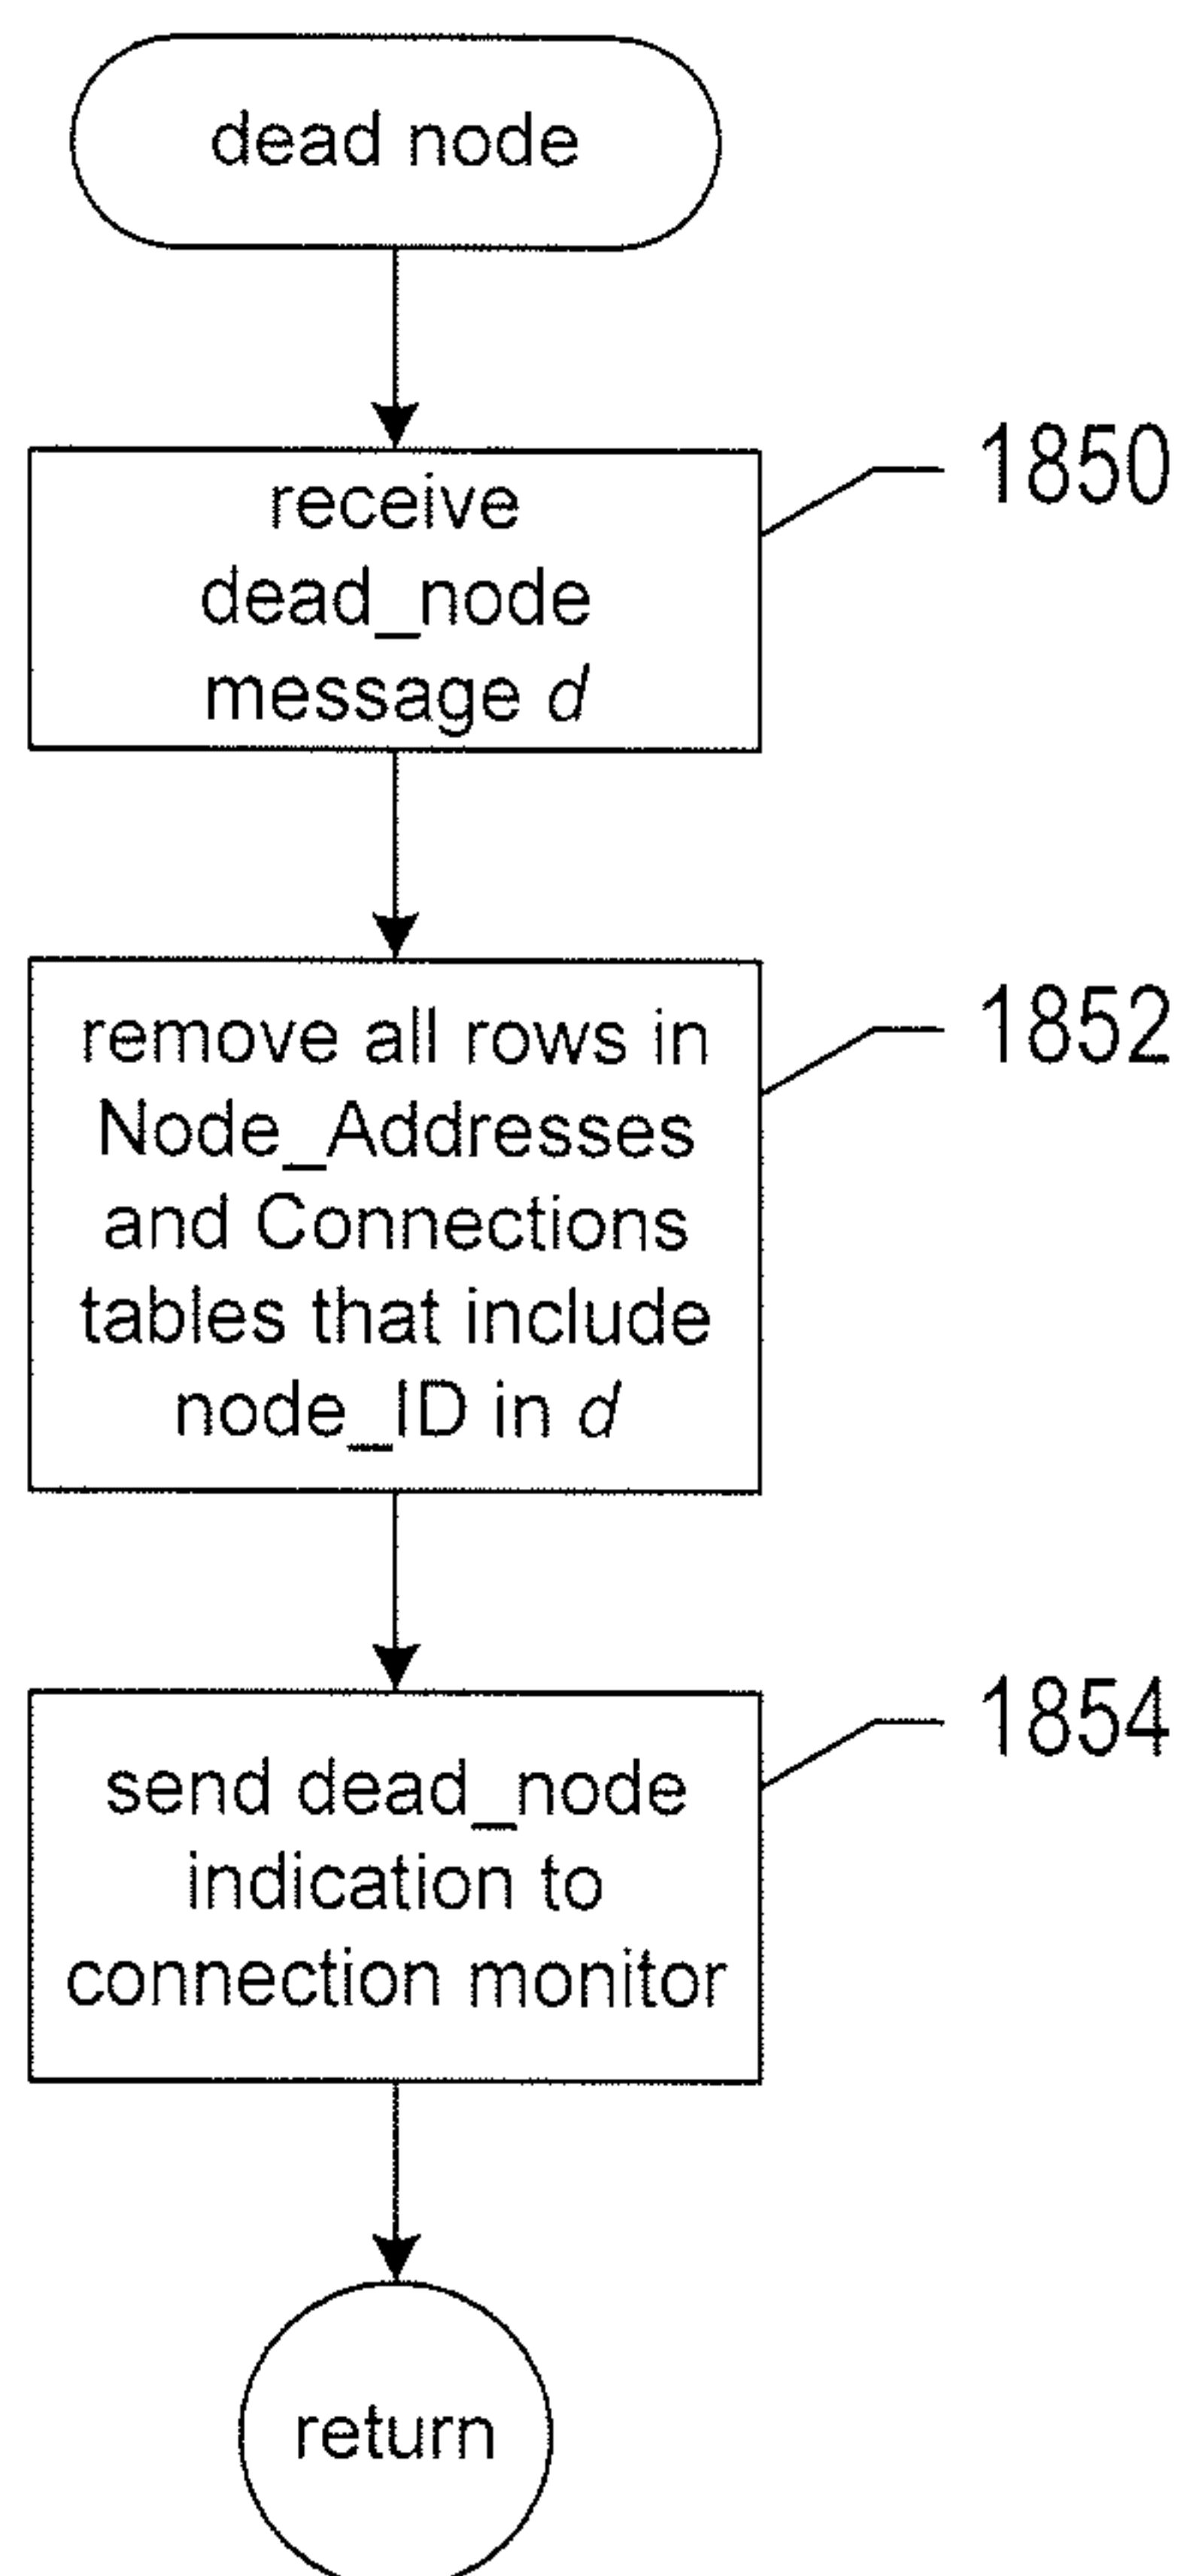 dead node
receive
dead_node
message d
1850
remove all rows in
Node_Addresses
and Connections
tables that include
node_ID in d
1852
send dead_node
indication to
connection monitor
1854
return